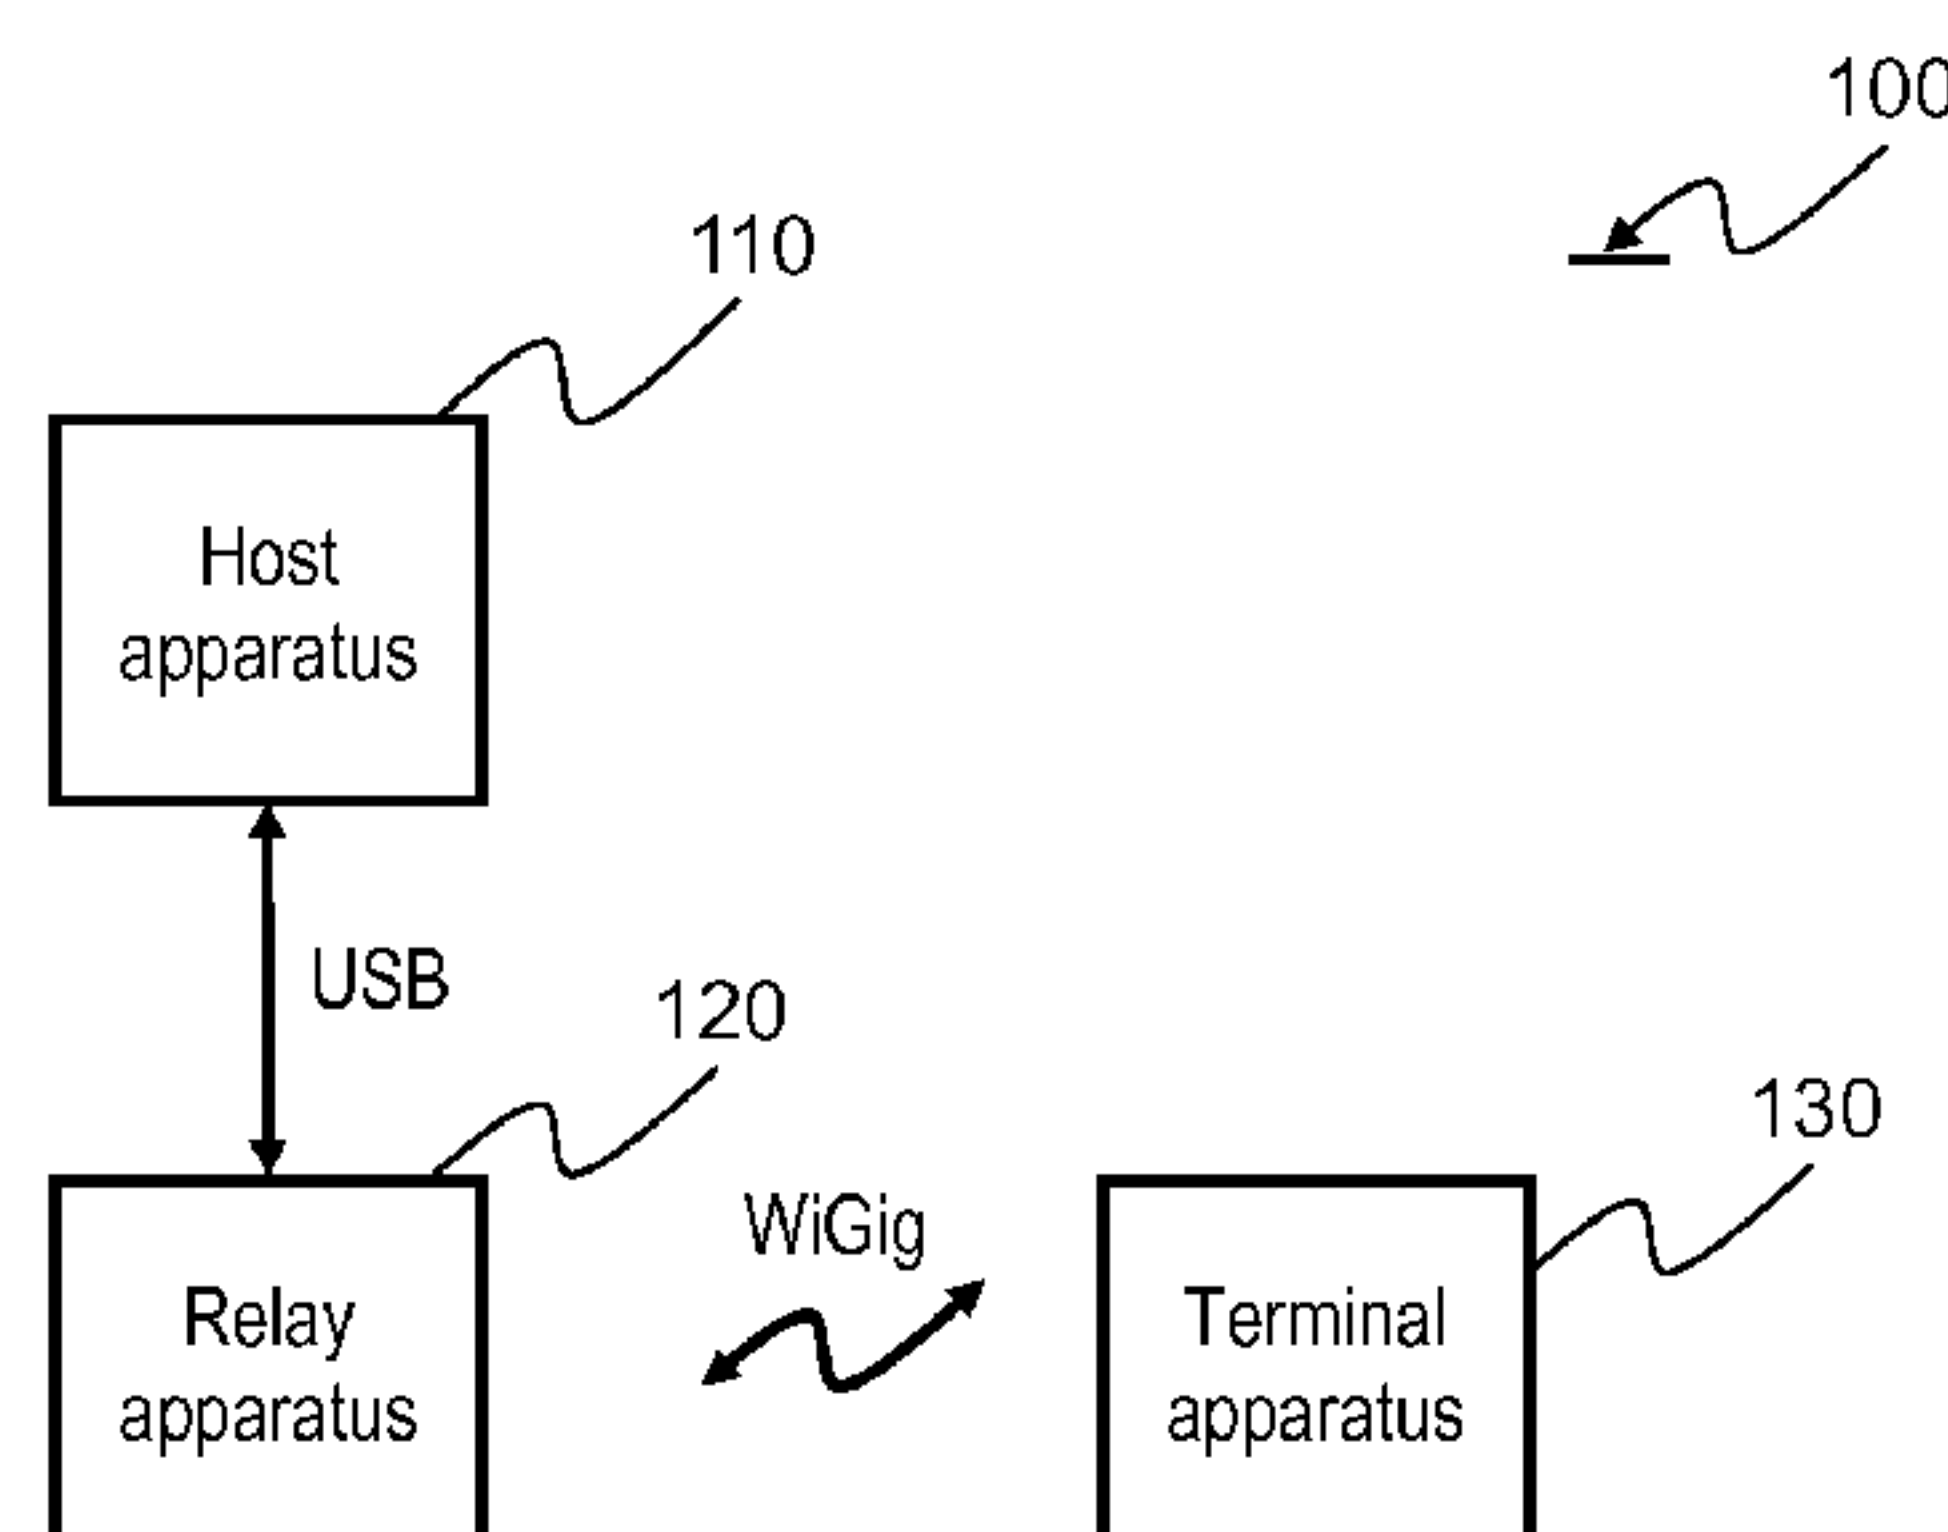 100
110
Host
apparatus
USB
120
130
WiGig
Relay
apparatus
Terminal
apparatus